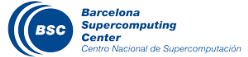 BSC
Barcelona
Supercomputing
Center
Centro Nacional de Supercomputación